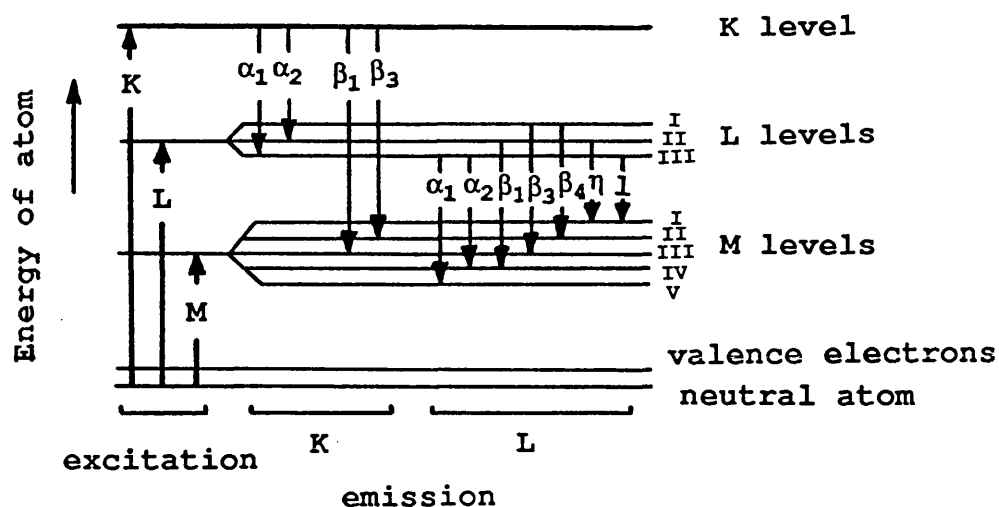 K level
α₁ α₂ β₁ β₃
K
Energy of atom
I
II
III
L levels
L
α₁ α₂ β₁ β₃ β₄ η l
I
II
III
IV
V
M levels
M
valence electrons
neutral atom
K
L
excitation
emission